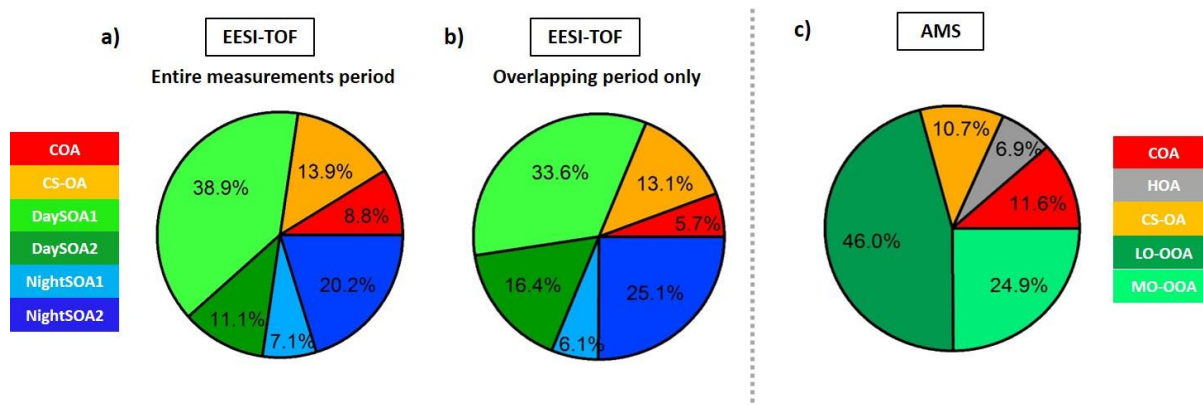 a)
EESI-TOF
Entire measurements period
b)
EESI-TOF
Overlapping period only
c)
AMS
COA
CS-OA
DaySOA1
DaySOA2
NightSOA1
NightSOA2
38.9%
13.9%
8.8%
20.2%
7.1%
11.1%
33.6%
13.1%
5.7%
25.1%
6.1%
16.4%
10.7%
6.9%
11.6%
24.9%
46.0%
COA
HOA
CS-OA
LO-OOA
MO-OOA